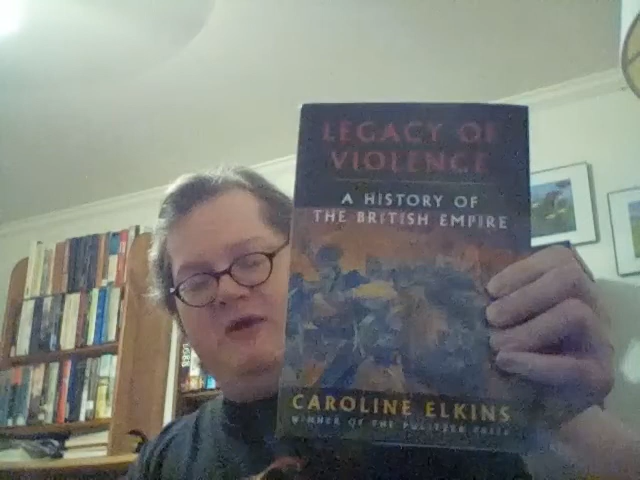 LEGACY OF
VIOLENCE
A HISTORY OF
THE BRITISH EMPIRE
CAROLINE ELKINS
WINNER OF THE PULITZER PRIZE